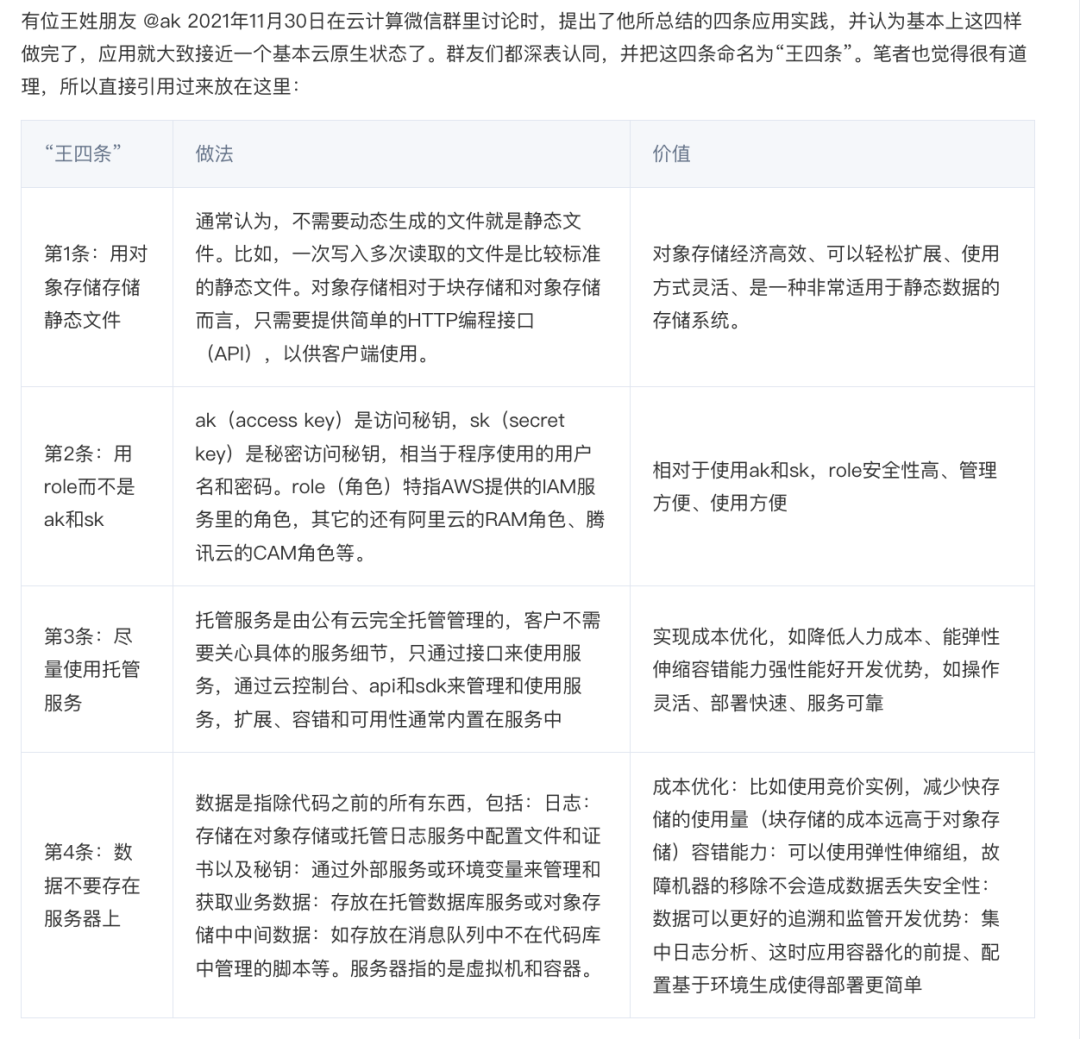 有位王姓朋友 @ak 2021年11月30日在云计算微信群里讨论时，提出了他所总结的四条应用实践，并认为基本上这四样
做完了，应用就大致接近一个基本云原生状态了。群友们都深表认同，并把这四条命名为“王四条”。笔者也觉得很有道
理，所以直接引用过来放在这里：
“王四条”
做法
价值
第1条：用对
象存储存储
静态文件
通常认为，不需要动态生成的文件就是静态文
件。比如，一次写入多次读取的文件是比较标准
的静态文件。对象存储相对于块存储和对象存储
而言，只需要提供简单的HTTP编程接口
（API），以供客户端使用。
对象存储经济高效、可以轻松扩展、使用
方式灵活、是一种非常适用于静态数据的
存储系统。
第2条：用
role而不是
ak和sk
ak（access key）是访问秘钥，sk（secret
key）是秘密访问秘钥，相当于程序使用的用户
名和密码。role（角色）特指AWS提供的IAM服
务里的角色，其它的还有阿里云的RAM角色、腾
讯云的CAM角色等。
相对于使用ak和sk，role安全性高、管理
方便、使用方便
第3条：尽
量使用托管
服务
托管服务是由公有云完全托管管理的，客户不需
要关心具体的服务细节，只通过接口来使用服
务，通过云控制台、api和sdk来管理和使用服
务，扩展、容错和可用性通常内置在服务中
实现成本优化，如降低人力成本、能弹性
伸缩容错能力强性能好开发优势，如操作
灵活、部署快速、服务可靠
第4条：数
据不要存在
服务器上
数据是指除代码之前的所有东西，包括：日志：
存储在对象存储或托管日志服务中配置文件和证
书以及秘钥：通过外部服务或环境变量来管理和
获取业务数据：存放在托管数据库服务或对象存
储中中间数据：如存放在消息队列中不在代码库
中管理的脚本等。服务器指的是虚拟机和容器。
成本优化：比如使用竞价实例，减少快存
储的使用量（块存储的成本远高于对象存
储）容错能力：可以使用弹性伸缩组，故
障机器的移除不会造成数据丢失安全性：
数据可以更好的追溯和监管开发优势：集
中日志分析、这时应用容器化的前提、配
置基于环境生成使得部署更简单